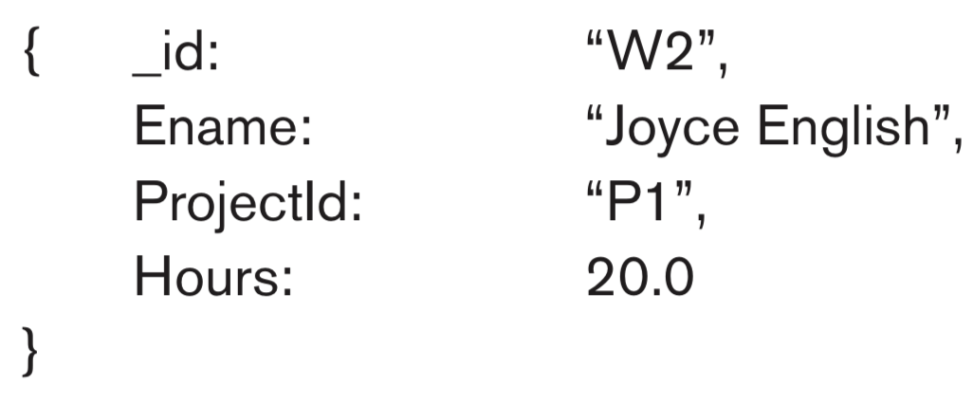 { _id: “W2”,
Ename: “Joyce English”,
ProjectId: “P1”,
Hours: 20.0
}